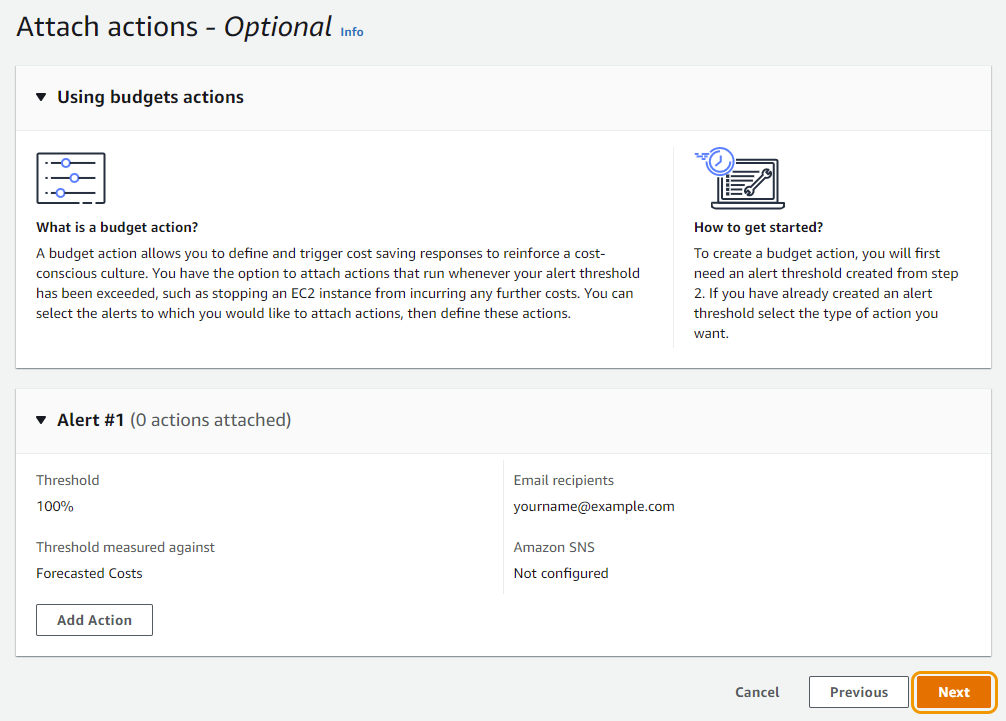 Attach actions - Optional Info
Using budgets actions
What is a budget action?
A budget action allows you to define and trigger cost saving responses to reinforce a cost-
conscious culture. You have the option to attach actions that run whenever your alert threshold
has been exceeded, such as stopping an EC2 instance from incurring any further costs. You can
select the alerts to which you would like to attach actions, then define these actions.
How to get started?
To create a budget action, you will first
need an alert threshold created from step
2. If you have already created an alert
threshold select the type of action you
want.
Alert #1 (0 actions attached)
Threshold
100%
Threshold measured against
Forecasted Costs
Email recipients
yourname@example.com
Amazon SNS
Not configured
Add Action
Cancel
Previous
Next